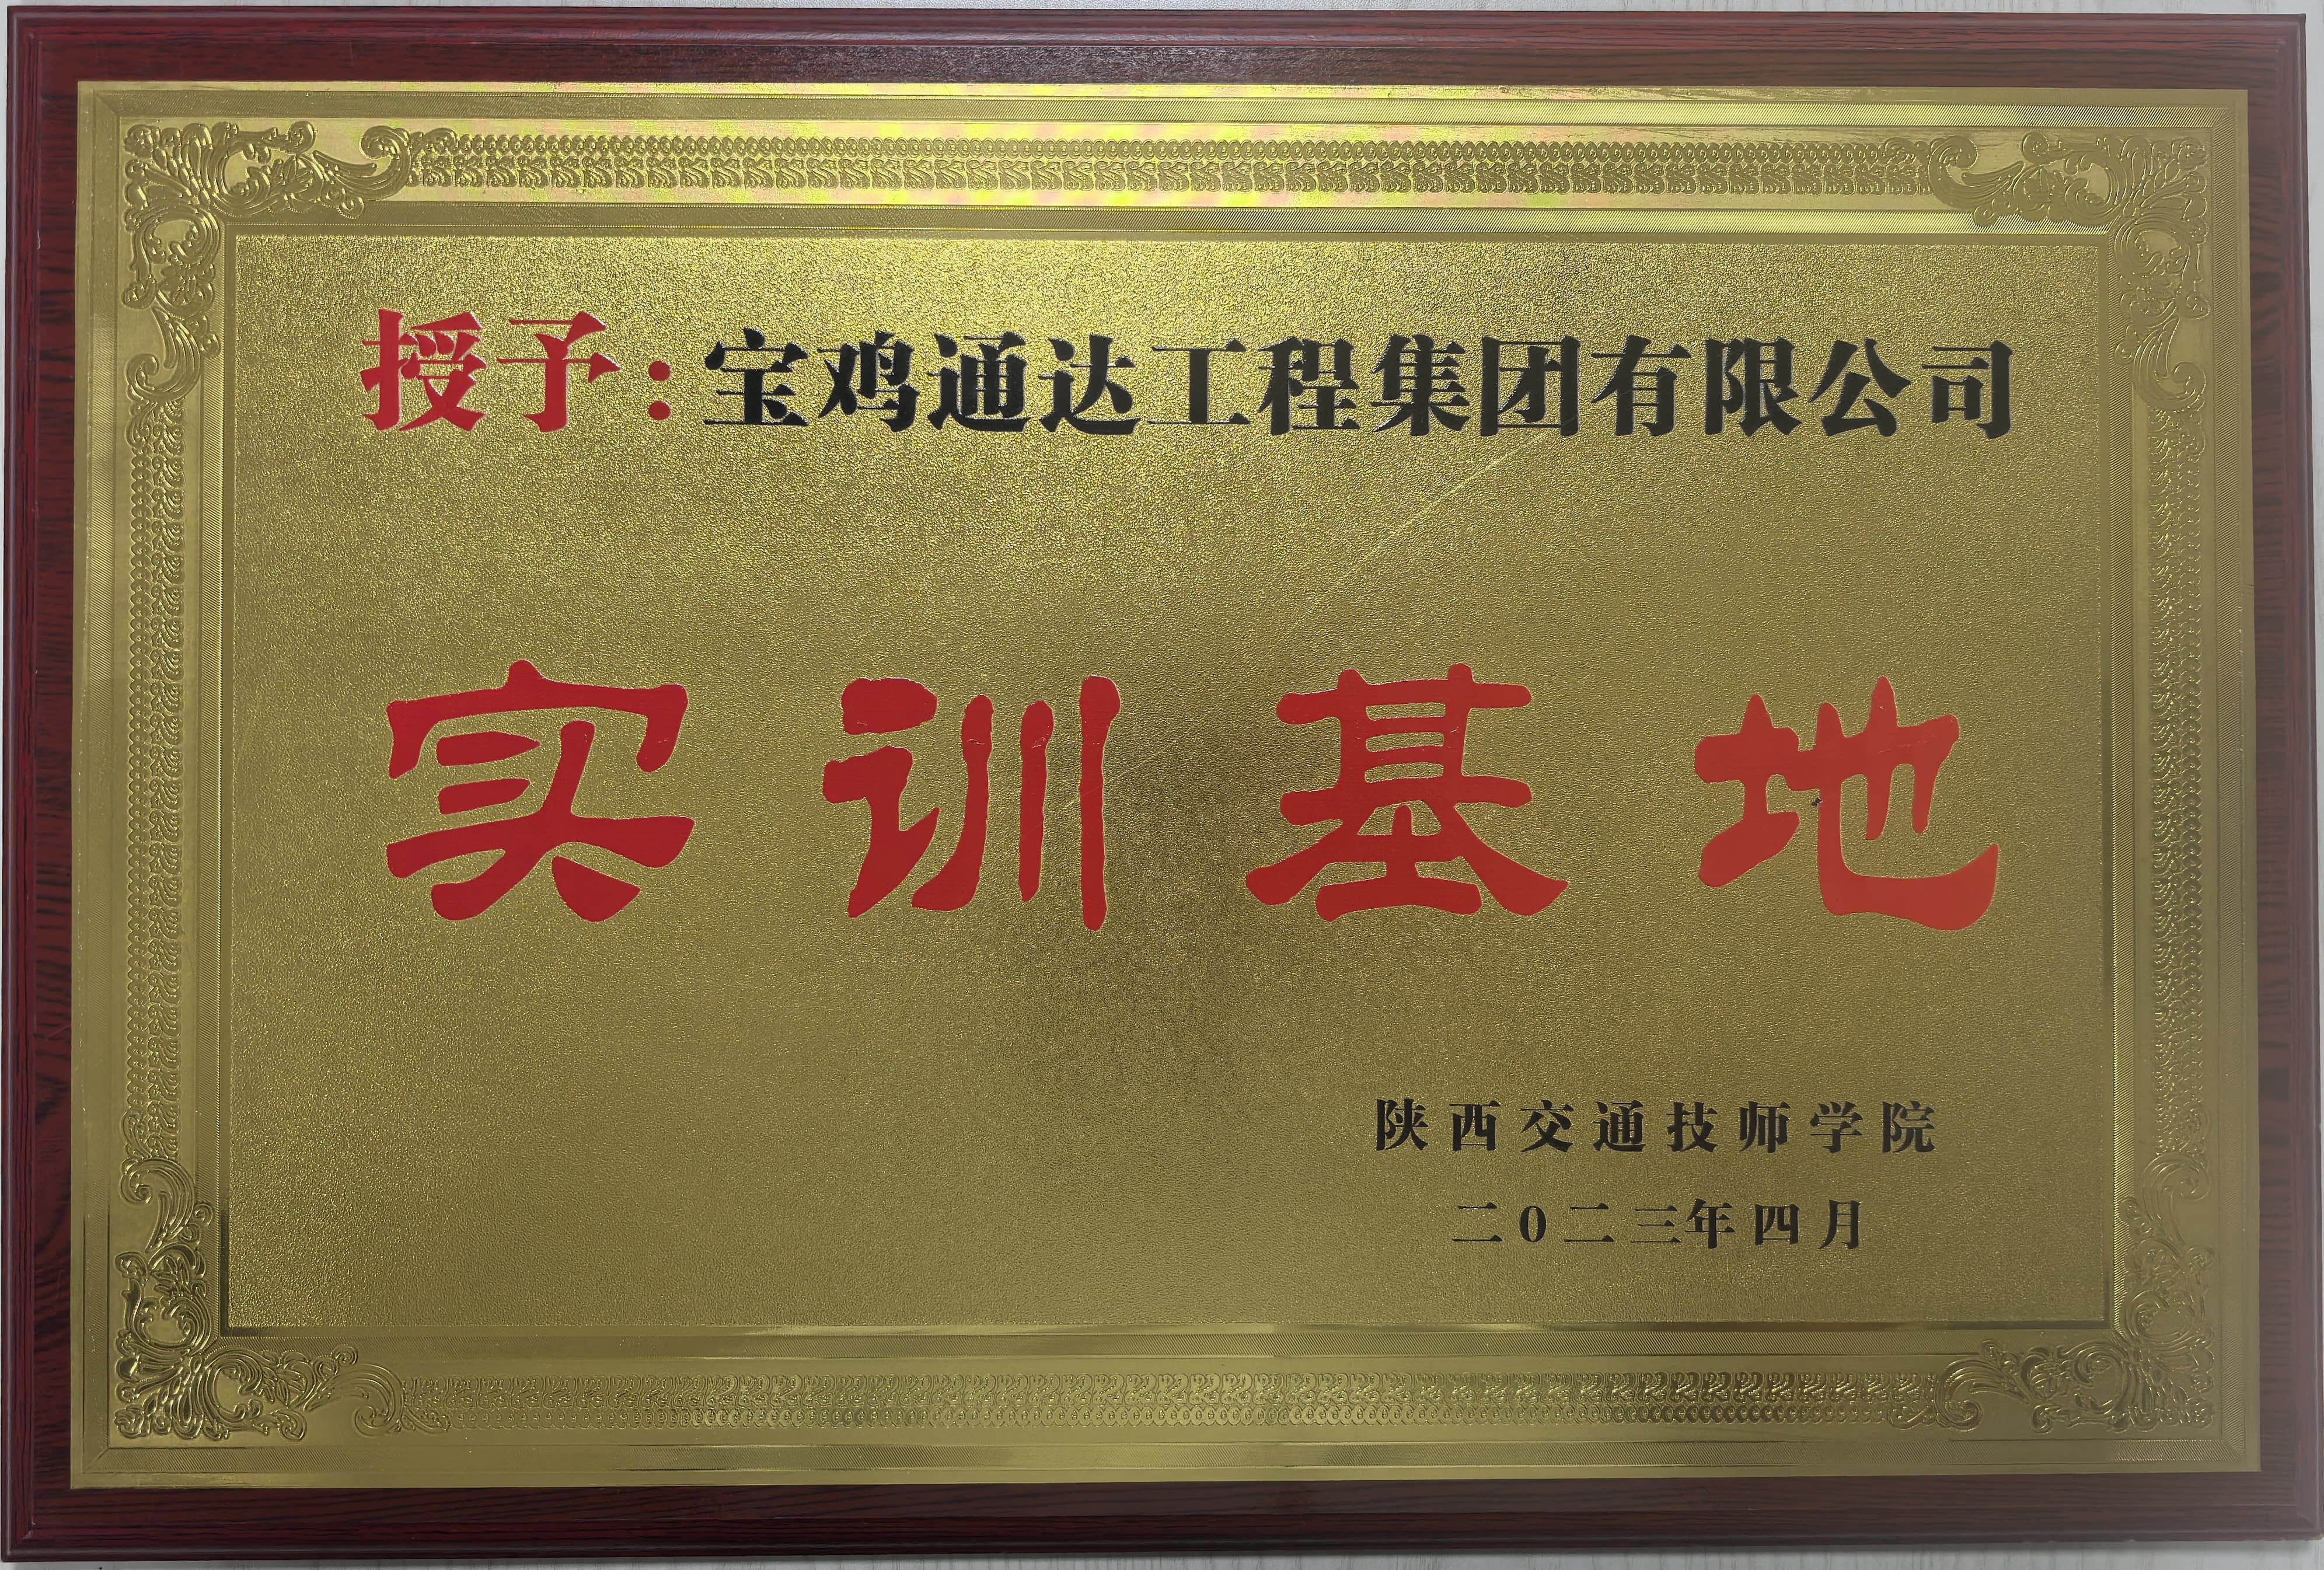 授予：宝鸡通达工程集团有限公司
实训基地
陕西交通技师学院
二0二三年四月